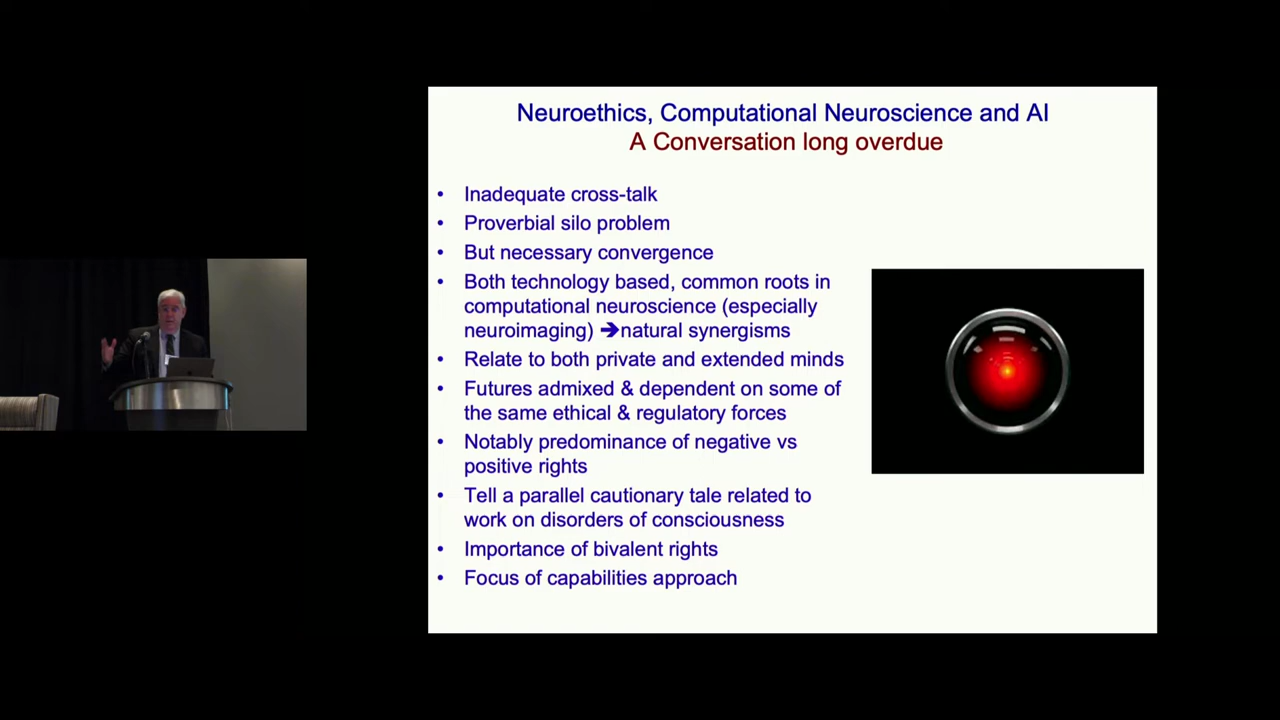 Neuroethics, Computational Neuroscience and AI
A Conversation long overdue
• Inadequate cross-talk
• Proverbial silo problem
• But necessary convergence
• Both technology based, common roots in
computational neuroscience (especially
neuroimaging) ➔natural synergisms
• Relate to both private and extended minds
• Futures admixed & dependent on some of
the same ethical & regulatory forces
• Notably predominance of negative vs
positive rights
• Tell a parallel cautionary tale related to
work on disorders of consciousness
• Importance of bivalent rights
• Focus of capabilities approach